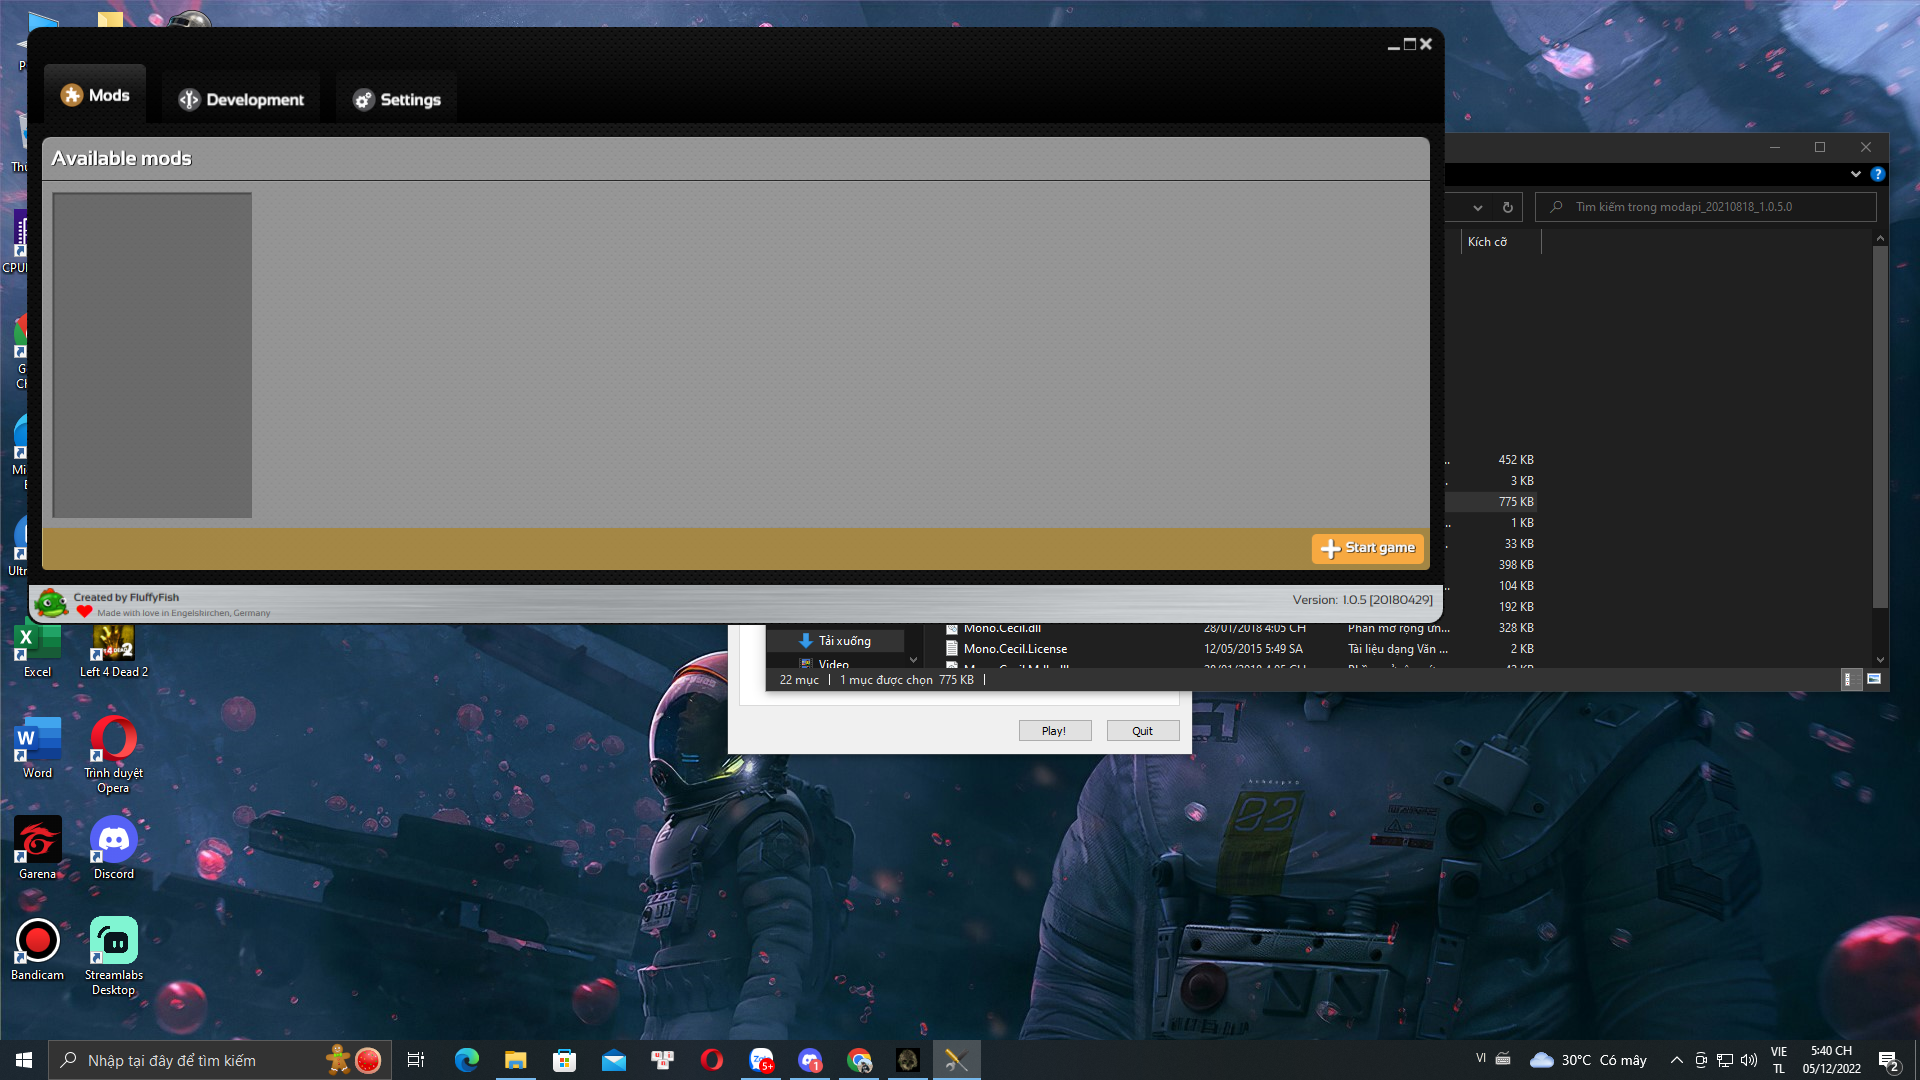 Mods
Development
Settings
Available mods
Start game
Created by FluffyFish
Made with love in Engelskirchen, Germany
Version: 1.0.5 [20180429]
Tìm kiếm trong modapi_20210818_1.0.5.0
Kích cỡ
452 KB
3 KB
775 KB
1 KB
33 KB
398 KB
104 KB
192 KB
Mono.Cecil.dll 28/01/2018 4:05 CH Phần mở rộng ứn... 328 KB
Mono.Cecil.License 12/05/2015 5:49 SA Tài liệu dạng Văn ... 2 KB
Tải xuống
Video
22 mục
1 mục được chọn 775 KB
Play!
Quit
CPUI
Excel
Left 4 Dead 2
Word
Trình duyệt
Opera
Garena
Discord
Bandicam
Streamlabs
Desktop
Nhập tại đây để tìm kiếm
VI
30°C Có mây
VIE
TL
5:40 CH
05/12/2022
2